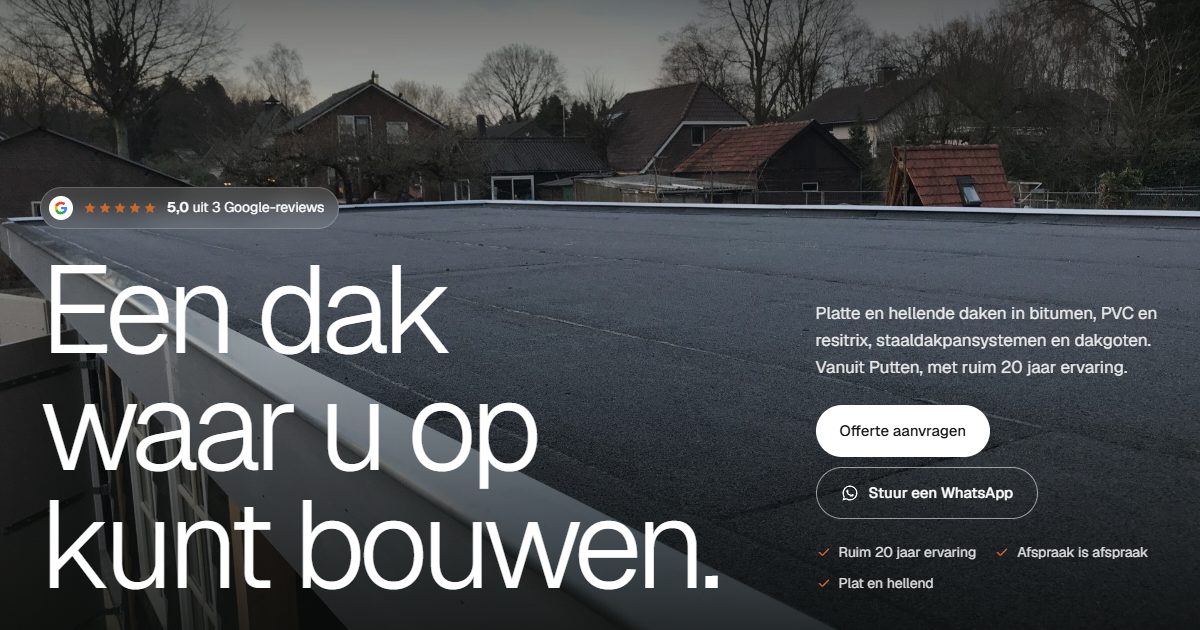 5,0 uit 3 Google-reviews
Een dak
waar u op
kunt bouwen.
Platte en hellende daken in bitumen, PVC en
resitrix, staaldakpansystemen en dakgoten.
Vanuit Putten, met ruim 20 jaar ervaring.
Offerte aanvragen
Stuur een WhatsApp
Ruim 20 jaar ervaring
Afspraak is afspraak
Plat en hellend